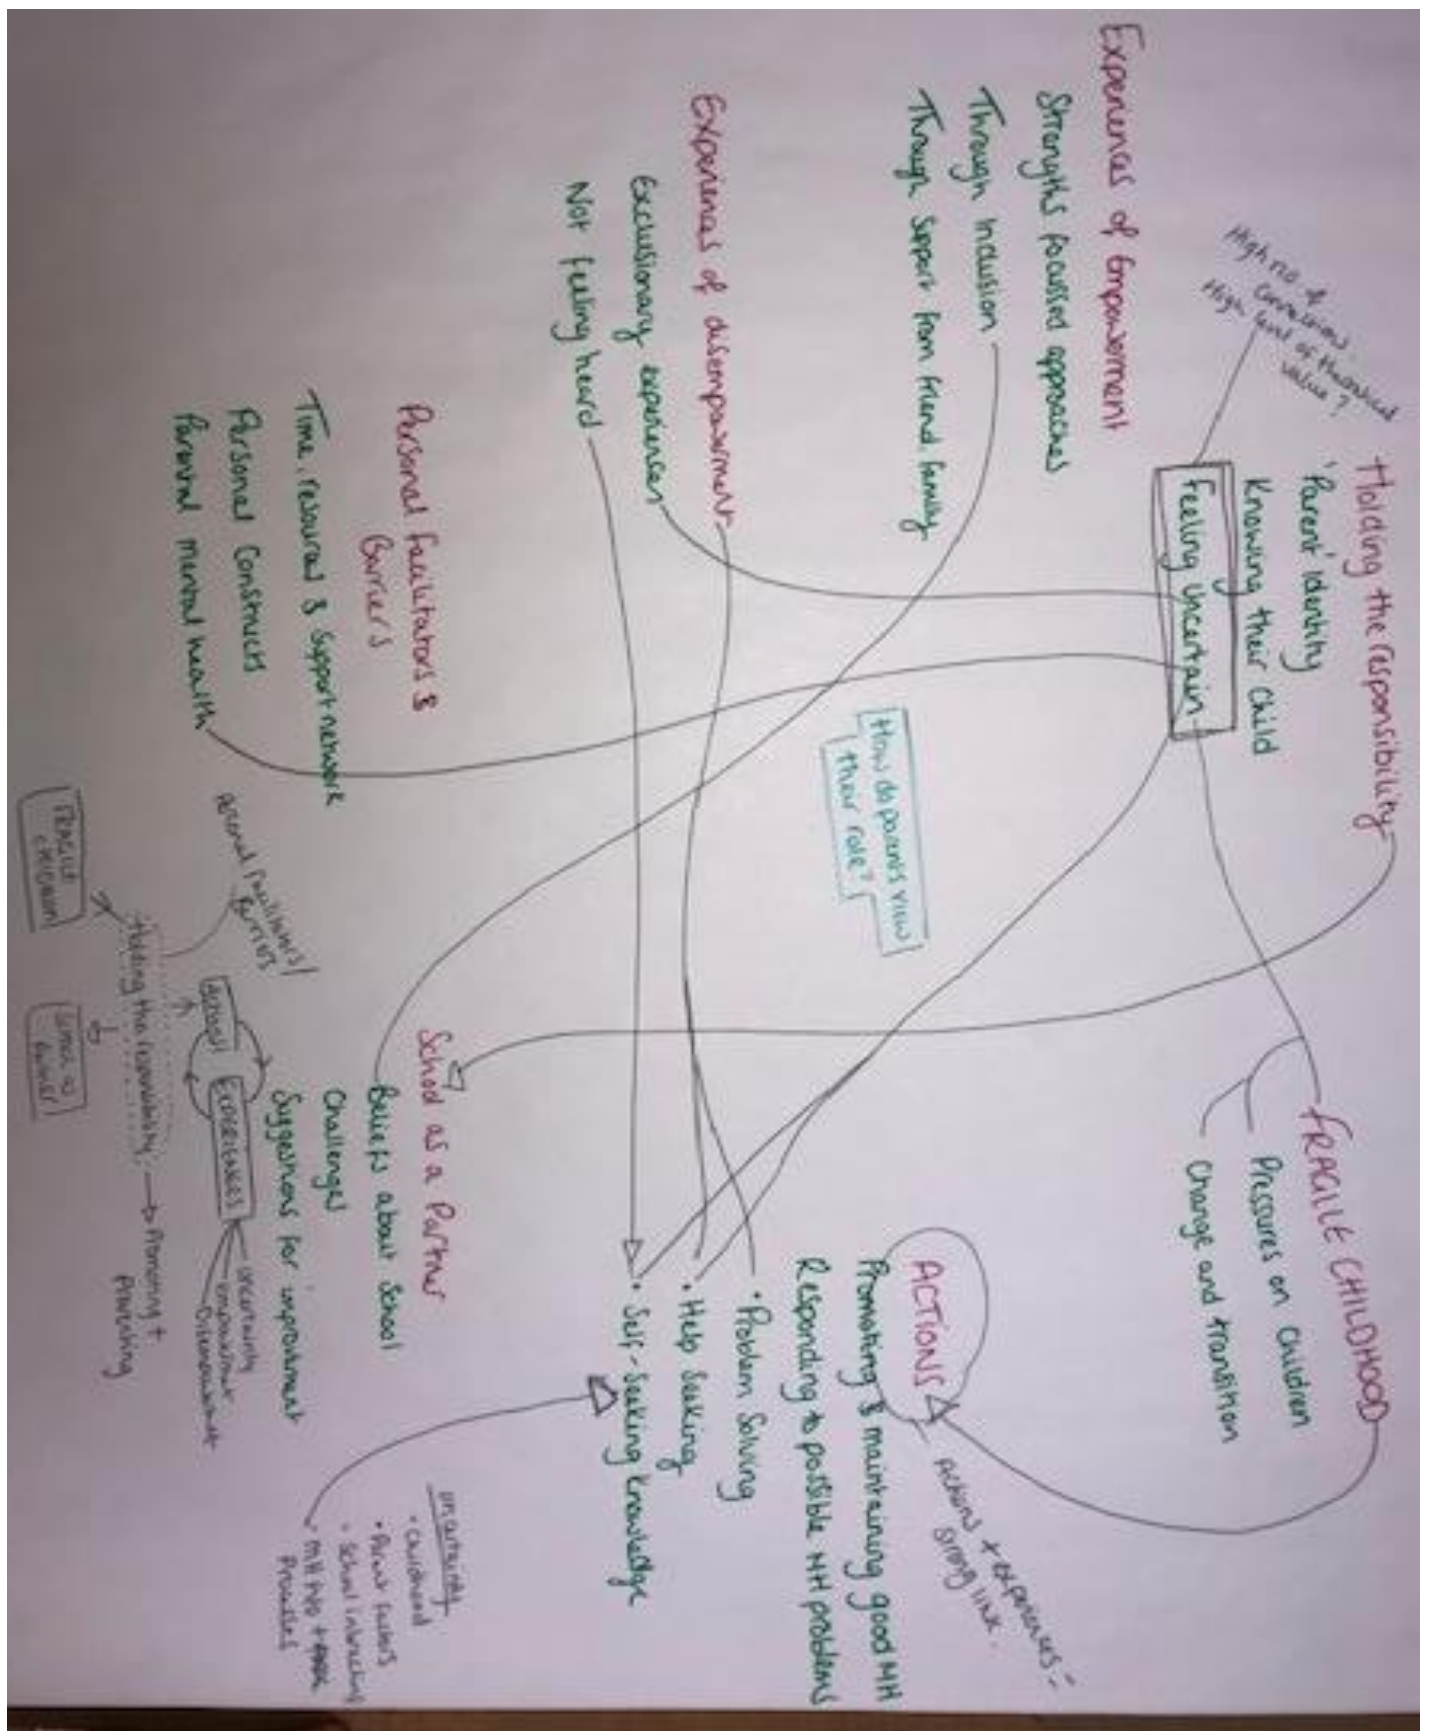 Holding the responsibility
'Parent' Identity
Knowing their child
Feeling uncertain
High no of
connections.
High level of theoretical
value?
Experiences of Empowerment
Strengths focussed approaches
Through inclusion
Through support from friend, family
FRAGILE CHILDHOOD
Pressures on children
Change and transition
How do parents view
their role?
Experiences of disempowerment
Exclusionary experiences
Not feeling heard
ACTIONS
Promoting & maintaining good MH
Responding to possible MH problems
• Problem Solving
• Help Seeking
• Self-seeking knowledge
Actions + experiences =
strong link.
Personal facilitators &
Barriers
Time, resources & support network
Personal Constructs
Parental mental health
School as a Partner
Beliefs about School
Challenges
Suggestions for improvement
uncertainty
• Childhood
• Parent factors
• School interactions
• MH info +
Processes
Personal facilitators/
Barriers
EXPERIENCES
uncertainty
empowerment
Disempowerment
Holding the responsibility
Promoting +
Preventing
FRAGILE
CHILDHOOD
School as
Partner